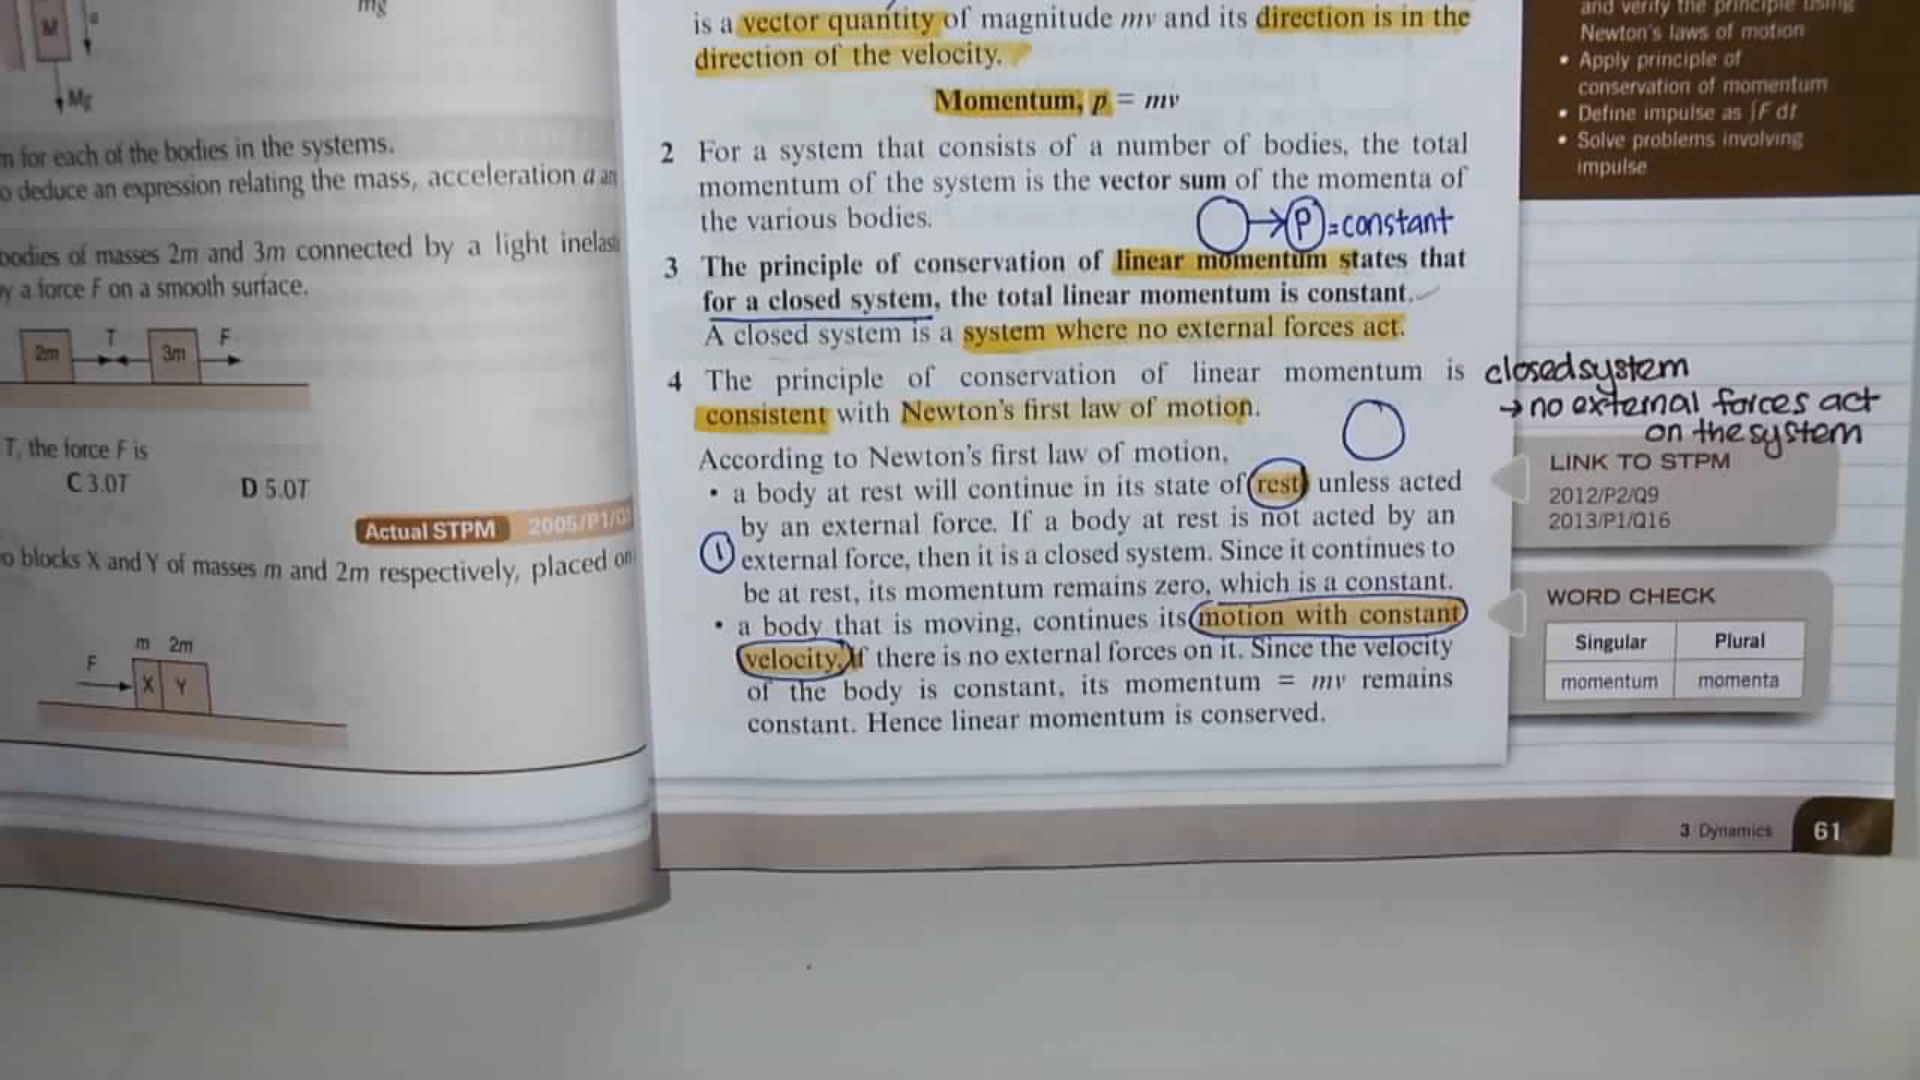 M
a
mg
Mg
for each of the bodies in the systems.
deduce an expression relating the mass, acceleration a
bodies of masses 2m and 3m connected by a light
a force F on a smooth surface.
2m
T
3m
F
T, the force F is
C 3.0T
D 5.0T
Actual STPM 2005/P1/
blocks X and Y of masses m and 2m respectively, placed on
m 2m
F
X Y
is a vector quantity of magnitude mv and its direction is in the
direction of the velocity.
Momentum, p = mv
2 For a system that consists of a number of bodies, the total
momentum of the system is the vector sum of the momenta of
the various bodies.
P = constant
3 The principle of conservation of linear momentum states that
for a closed system, the total linear momentum is constant.
A closed system is a system where no external forces act.
4 The principle of conservation of linear momentum is
consistent with Newton's first law of motion.
According to Newton's first law of motion,
• a body at rest will continue in its state of rest unless acted
by an external force. If a body at rest is not acted by an
1
external force, then it is a closed system. Since it continues to
be at rest, its momentum remains zero, which is a constant.
• a body that is moving, continues its motion with constant
velocity, if there is no external forces on it. Since the velocity
of the body is constant, its momentum = mv remains
constant. Hence linear momentum is conserved.
and verify the principle using
Newton's laws of motion
• Apply principle of
conservation of momentum
• Define impulse as ∫F dt
• Solve problems involving
impulse
closed system
→ no external forces act
on the system
LINK TO STPM
2012/P2/Q9
2013/P1/Q16
WORD CHECK
Singular Plural
momentum momenta
3 Dynamics 61